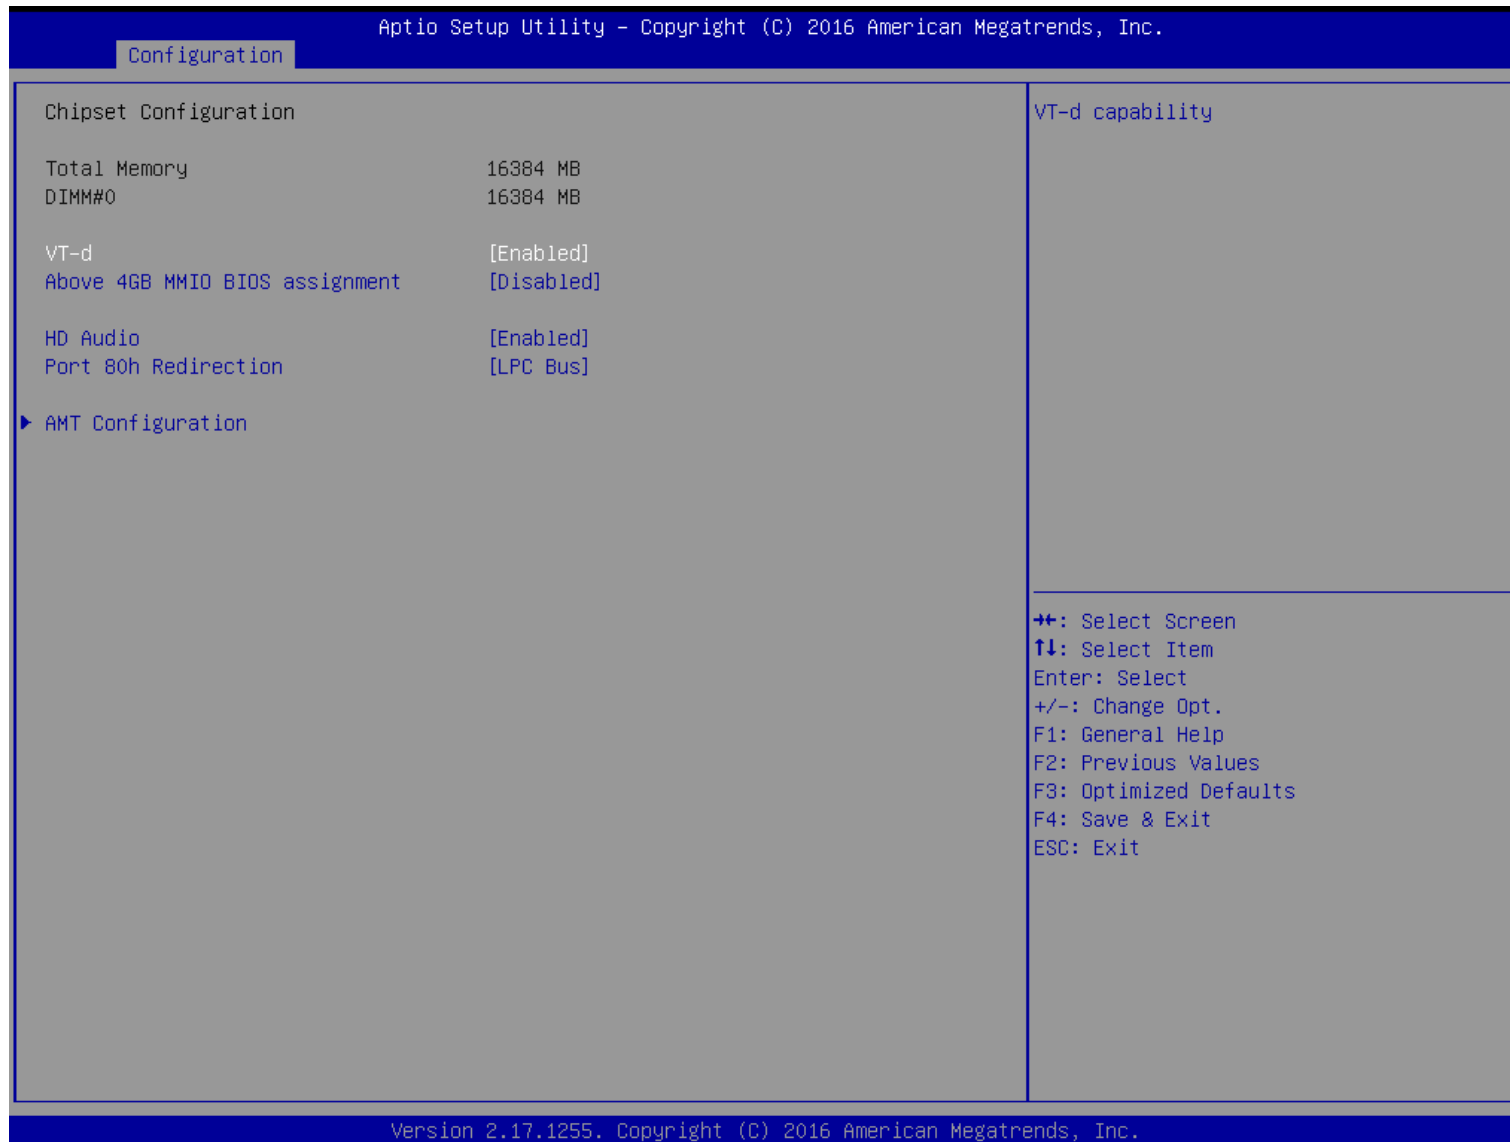 Aptio Setup Utility – Copyright (C) 2016 American Megatrends, Inc.
Configuration
Chipset Configuration
Total Memory 16384 MB
DIMM#0 16384 MB
VT-d [Enabled]
Above 4GB MMIO BIOS assignment [Disabled]
HD Audio [Enabled]
Port 80h Redirection [LPC Bus]
▶ AMT Configuration
VT-d capability
→←: Select Screen
↑↓: Select Item
Enter: Select
+/-: Change Opt.
F1: General Help
F2: Previous Values
F3: Optimized Defaults
F4: Save & Exit
ESC: Exit
Version 2.17.1255. Copyright (C) 2016 American Megatrends, Inc.